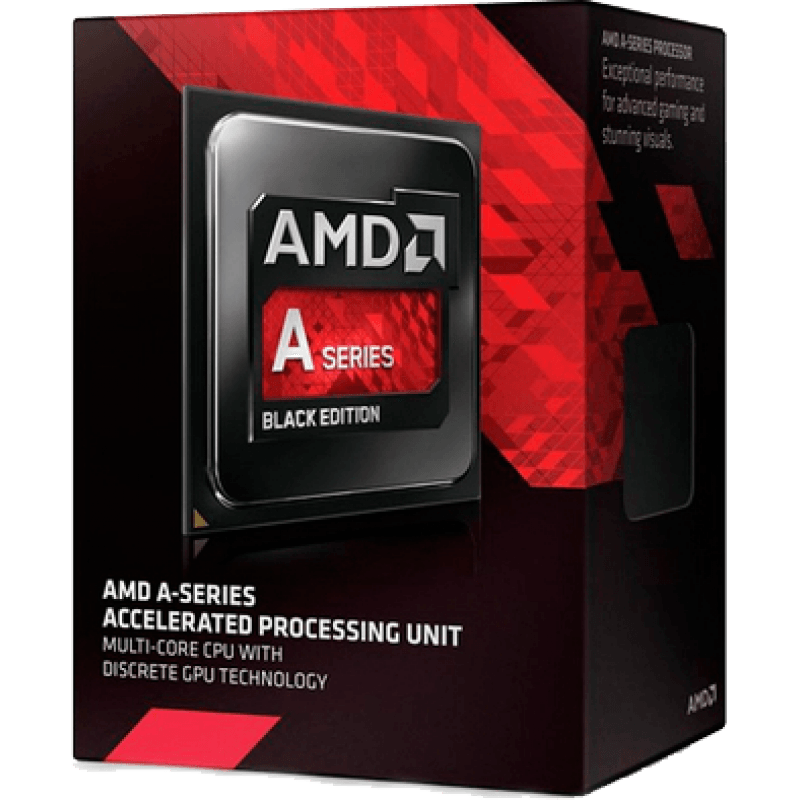 AMD
A SERIES
BLACK EDITION
AMD A-SERIES
ACCELERATED PROCESSING UNIT
MULTI-CORE CPU WITH
DISCRETE GPU TECHNOLOGY
AMD A-SERIES PROCESSOR
Exceptional performance
for advanced gaming and
stunning visuals.
AMD